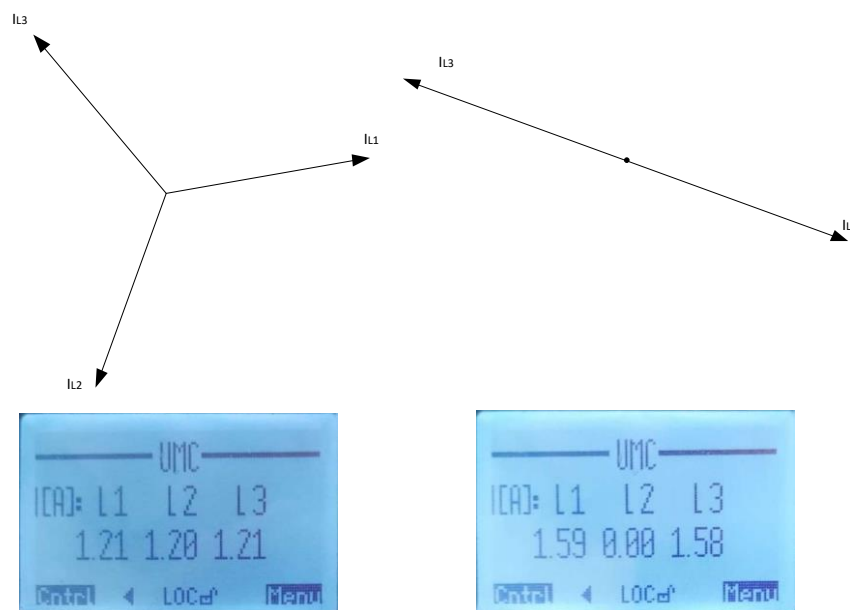 IL3
IL3
IL1
IL
IL2
UMC
I[A]: L1 L2 L3
1.21 1.20 1.21
Cntrl ◀ LOC Menu
UMC
I[A]: L1 L2 L3
1.59 0.00 1.58
Cntrl ◀ LOC Menu